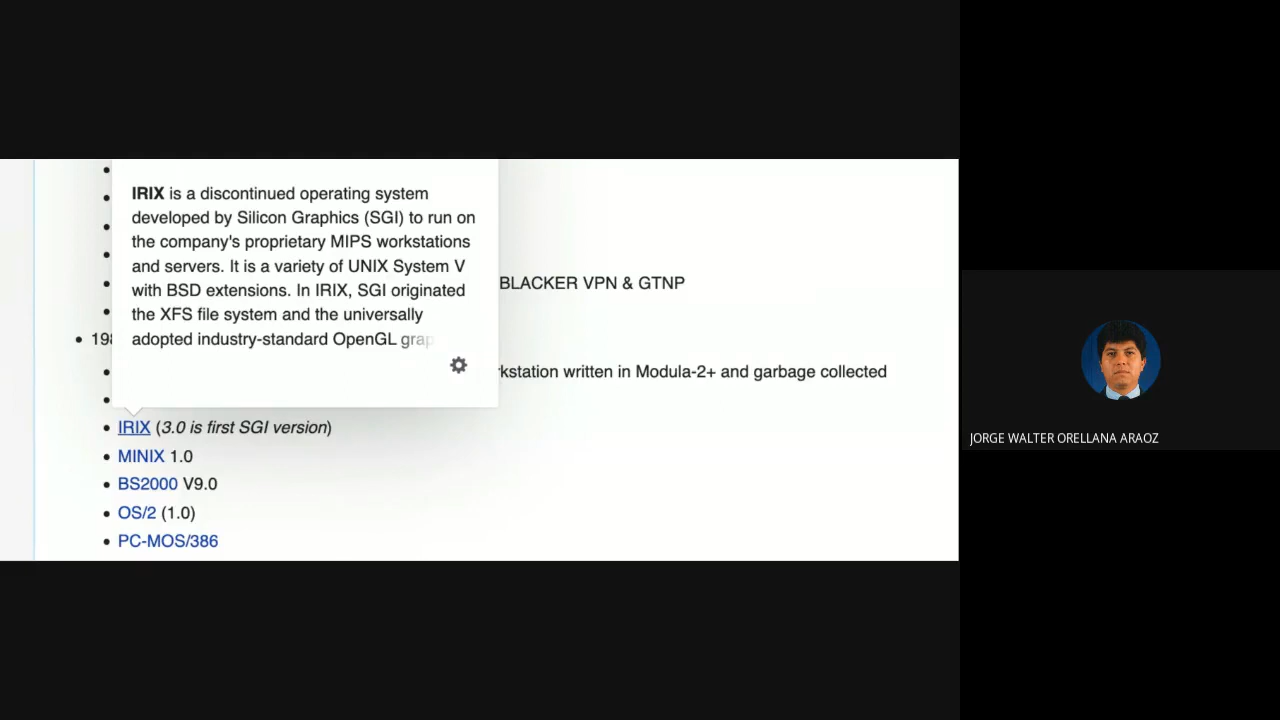 IRIX is a discontinued operating system
developed by Silicon Graphics (SGI) to run on
the company's proprietary MIPS workstations
and servers. It is a variety of UNIX System V
with BSD extensions. In IRIX, SGI originated
BLACKER VPN & GTNP
the XFS file system and the universally
adopted industry-standard OpenGL grap
198
rkstation written in Modula-2+ and garbage collected
IRIX (3.0 is first SGI version)
JORGE WALTER ORELLANA ARAOZ
MINIX 1.0
BS2000 V9.0
OS/2 (1.0)
PC-MOS/386